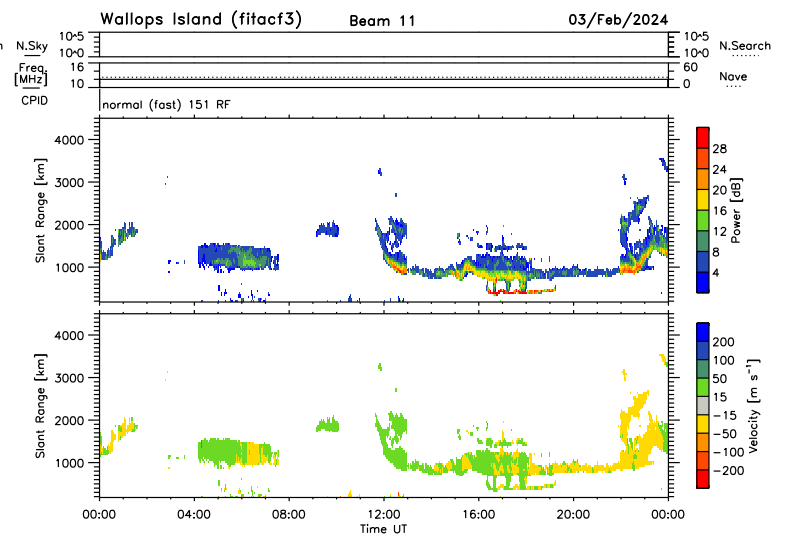 Wallops Island (fitacf3) Beam 11 03/Feb/2024
n N.Sky 10^5 10^0 10^5 10^0 N.Search
Freq. [MHz] 16 10 60 0 Nave
CPID normal (fast) 151 RF
Slant Range [km]
4000
3000
2000
1000
28
24
20
16
12
8
4
Power [dB]
Slant Range [km]
4000
3000
2000
1000
200
100
50
15
−15
−50
−100
−200
Velocity [m s⁻¹]
00:00 04:00 08:00 12:00 16:00 20:00 00:00
Time UT